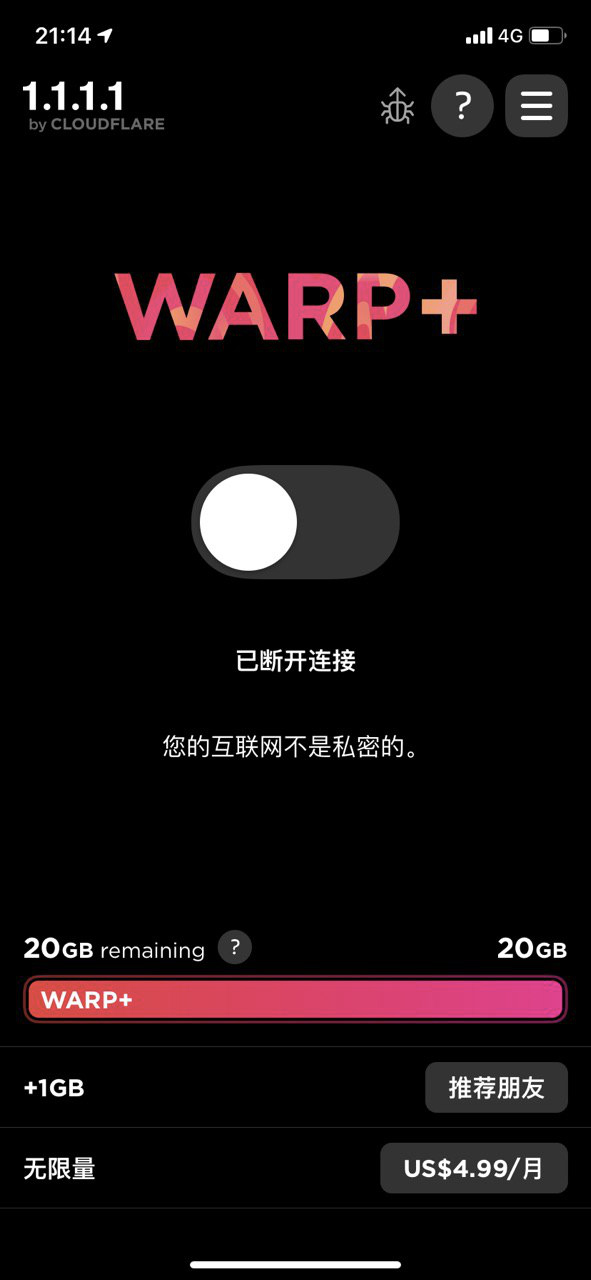 21:14
4G
1.1.1.1
by CLOUDFLARE
?
WARP+
已断开连接
您的互联网不是私密的。
20GB remaining ? 20GB
WARP+
+1GB 推荐朋友
无限量 US$4.99/月